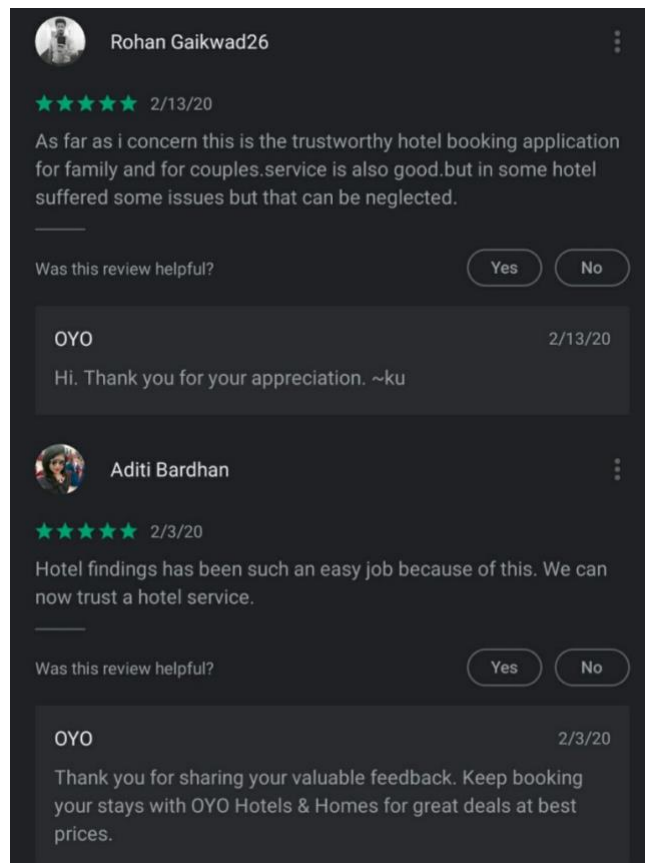 Rohan Gaikwad26
2/13/20
As far as i concern this is the trustworthy hotel booking application
for family and for couples.service is also good.but in some hotel
suffered some issues but that can be neglected.
Was this review helpful? Yes No
OYO 2/13/20
Hi. Thank you for your appreciation. ~ku
Aditi Bardhan
2/3/20
Hotel findings has been such an easy job because of this. We can
now trust a hotel service.
Was this review helpful? Yes No
OYO 2/3/20
Thank you for sharing your valuable feedback. Keep booking
your stays with OYO Hotels & Homes for great deals at best
prices.